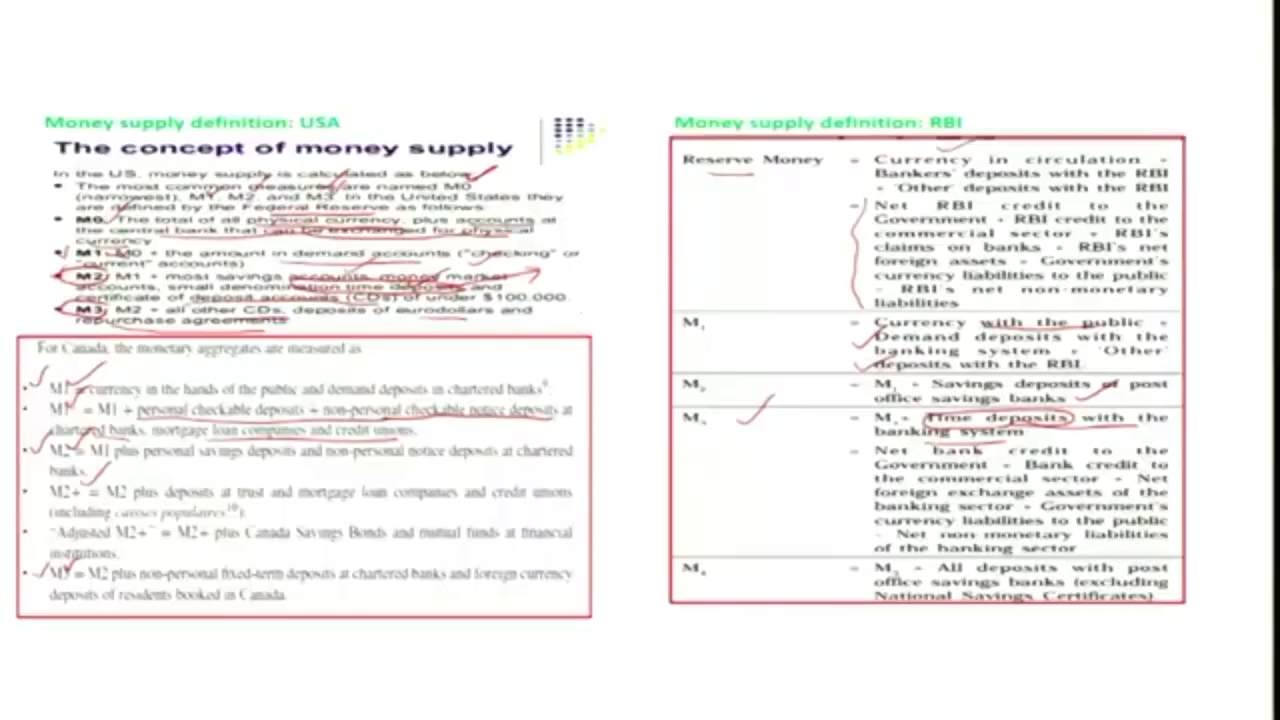 Money supply definition: USA
The concept of money supply
In the US, money supply is calculated as below
• The most common measures are named M0
(narrowest), M1, M2, and M3. In the United States they
are defined by the Federal Reserve as follows:
• M0: The total of all physical currency, plus accounts at
the central bank that can be exchanged for physical
currency
• M1: M0 + the amount in demand accounts ("checking" or
"current" accounts)
• M2: M1 + most savings accounts, money market
accounts, small denomination time deposits and
certificate of deposit accounts (CDs) of under $100,000.
• M3: M2 + all other CDs, deposits of eurodollars and
repurchase agreements
For Canada, the monetary aggregates are measured as
• M1 = currency in the hands of the public and demand deposits in chartered banks⁹.
• = M1 + personal checkable deposits + non-personal checkable notice deposits at
chartered banks, mortgage loan companies and credit unions.
• M2 = M1 plus personal savings deposits and non-personal notice deposits at chartered
banks.
• M2+ = M2 plus deposits at trust and mortgage loan companies and credit unions
(including caisses populaires¹⁰).
• "Adjusted M2+" = M2+ plus Canada Savings Bonds and mutual funds at financial
institutions.
• M3 = M2 plus non-personal fixed-term deposits at chartered banks and foreign currency
deposits of residents booked in Canada.
Money supply definition: RBI
Reserve Money = Currency in circulation +
Bankers' deposits with the RBI
+ 'Other' deposits with the RBI
= Net RBI credit to the
Government + RBI credit to the
commercial sector + RBI's
claims on banks + RBI's net
foreign assets + Government's
currency liabilities to the public
- RBI's net non-monetary
liabilities
M₁ = Currency with the public +
Demand deposits with the
banking system + 'Other'
deposits with the RBI.
M₂ = M₁ + Savings deposits of post
office savings banks
M₃ = M₁+ Time deposits with the
banking system
= Net bank credit to the
Government + Bank credit to
the commercial sector + Net
foreign exchange assets of the
banking sector + Government's
currency liabilities to the public
- Net non-monetary liabilities
of the banking sector
M₄ = M₃ + All deposits with post
office savings banks (excluding
National Savings Certificates).